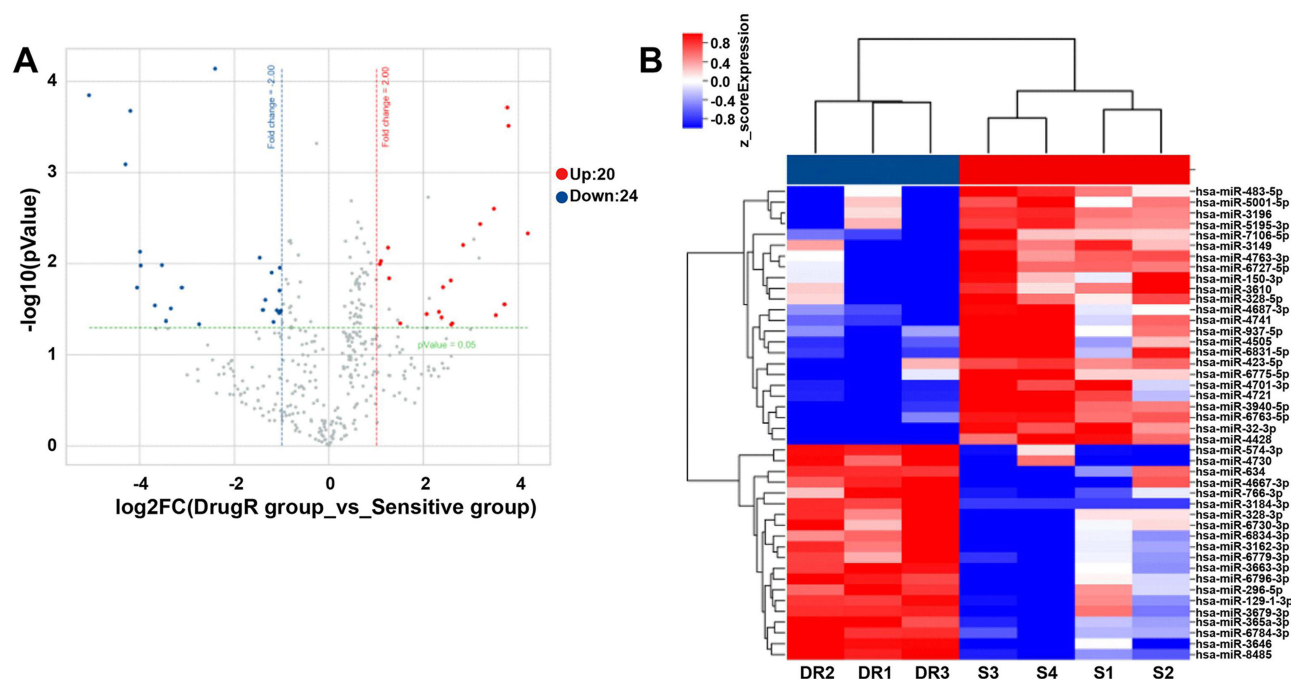 A
4
3
2
1
0
-4
-2
0
2
4
-log10(pValue)
log2FC(DrugR group_vs_Sensitive group)
Fold change = -2.00
Fold change = 2.00
pValue = 0.05
Up:20
Down:24
B
0.8
0.4
0.0
-0.4
-0.8
z_scoreExpression
hsa-miR-483-5p
hsa-miR-5001-5p
hsa-miR-3196
hsa-miR-5195-3p
hsa-miR-7106-5p
hsa-miR-3149
hsa-miR-4763-3p
hsa-miR-6727-5p
hsa-miR-150-3p
hsa-miR-3610
hsa-miR-328-5p
hsa-miR-4687-3p
hsa-miR-4741
hsa-miR-937-5p
hsa-miR-4505
hsa-miR-6831-5p
hsa-miR-423-5p
hsa-miR-6775-5p
hsa-miR-4701-3p
hsa-miR-4721
hsa-miR-3940-5p
hsa-miR-6763-5p
hsa-miR-32-3p
hsa-miR-4428
hsa-miR-574-3p
hsa-miR-4730
hsa-miR-634
hsa-miR-4667-3p
hsa-miR-766-3p
hsa-miR-3184-3p
hsa-miR-328-3p
hsa-miR-6730-3p
hsa-miR-6834-3p
hsa-miR-3162-3p
hsa-miR-6779-3p
hsa-miR-3663-3p
hsa-miR-6796-3p
hsa-miR-296-5p
hsa-miR-129-1-3p
hsa-miR-3679-3p
hsa-miR-365a-3p
hsa-miR-6784-3p
hsa-miR-3646
hsa-miR-8485
DR2 DR1 DR3 S3 S4 S1 S2